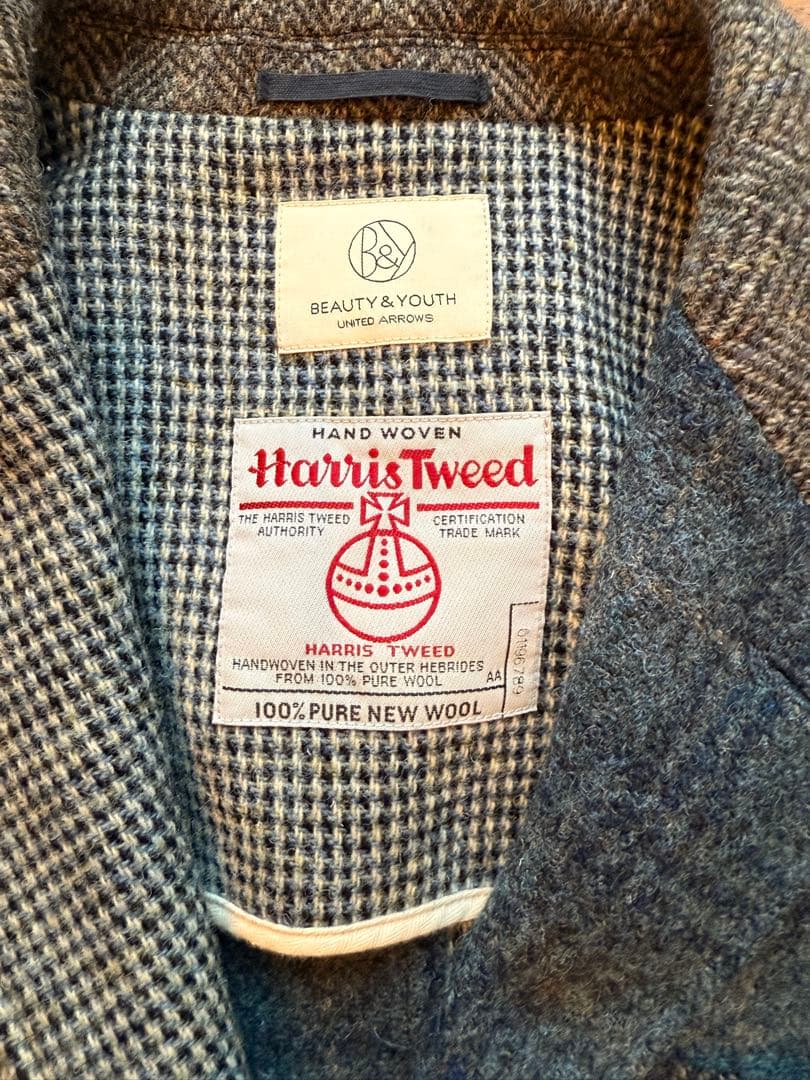 B&Y
BEAUTY & YOUTH
UNITED ARROWS
HAND WOVEN
Harris Tweed
THE HARRIS TWEED AUTHORITY
CERTIFICATION TRADE MARK
HARRIS TWEED
HANDWOVEN IN THE OUTER HEBRIDES
FROM 100% PURE WOOL
AA
6196789
100% PURE NEW WOOL